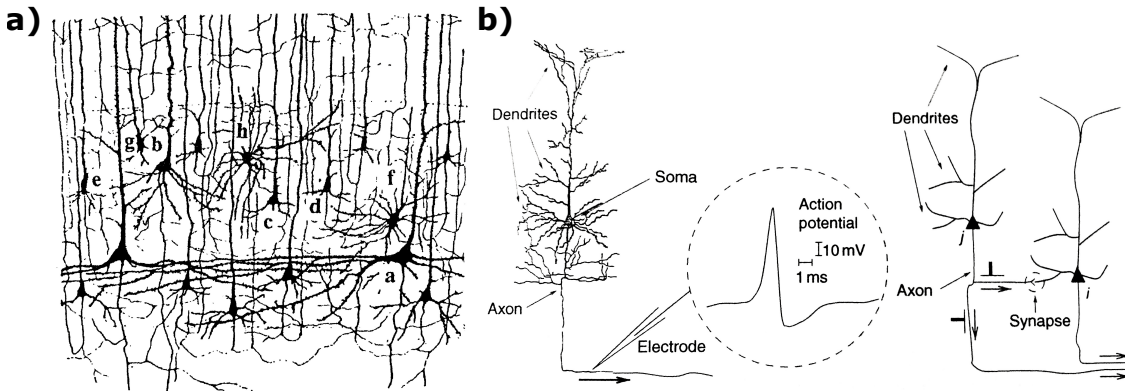 a)
b)
g
b
h
e
f
c
d
a
Dendrites
Soma
Action
potential
10 mV
1 ms
Axon
Electrode
Dendrites
j
Axon
i
Synapse